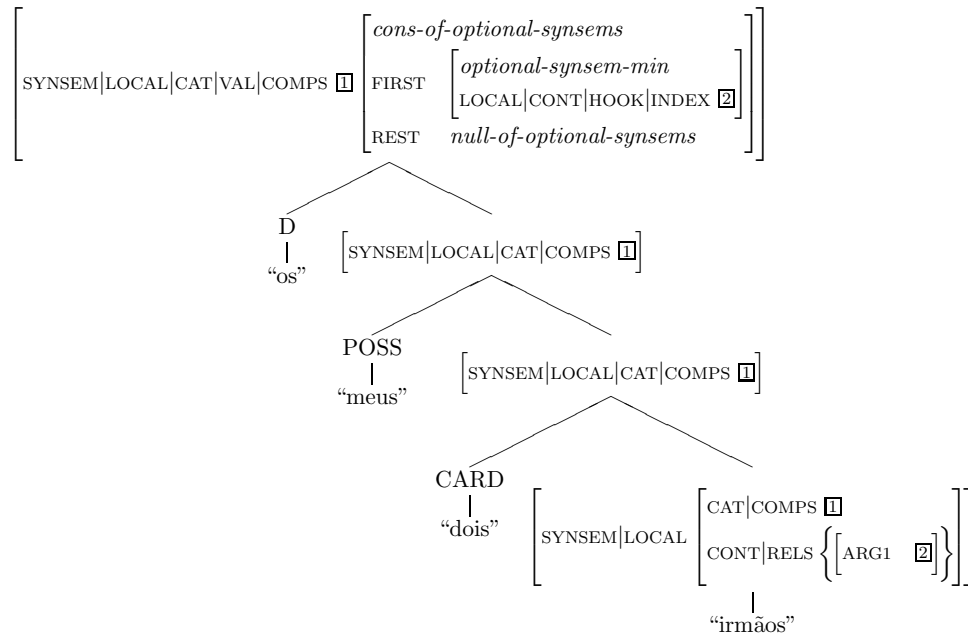 cons-of-optional-synsems
optional-synsem-min
SYNSEM|LOCAL|CAT|VAL|COMPS 1 FIRST
LOCAL|CONT|HOOK|INDEX 2
REST null-of-optional-synsems
D
SYNSEM|LOCAL|CAT|COMPS 1
“os”
POSS
SYNSEM|LOCAL|CAT|COMPS 1
“meus”
CARD
CAT|COMPS 1
“dois”
SYNSEM|LOCAL
CONT|RELS {[ARG1 2]}
“irmãos”